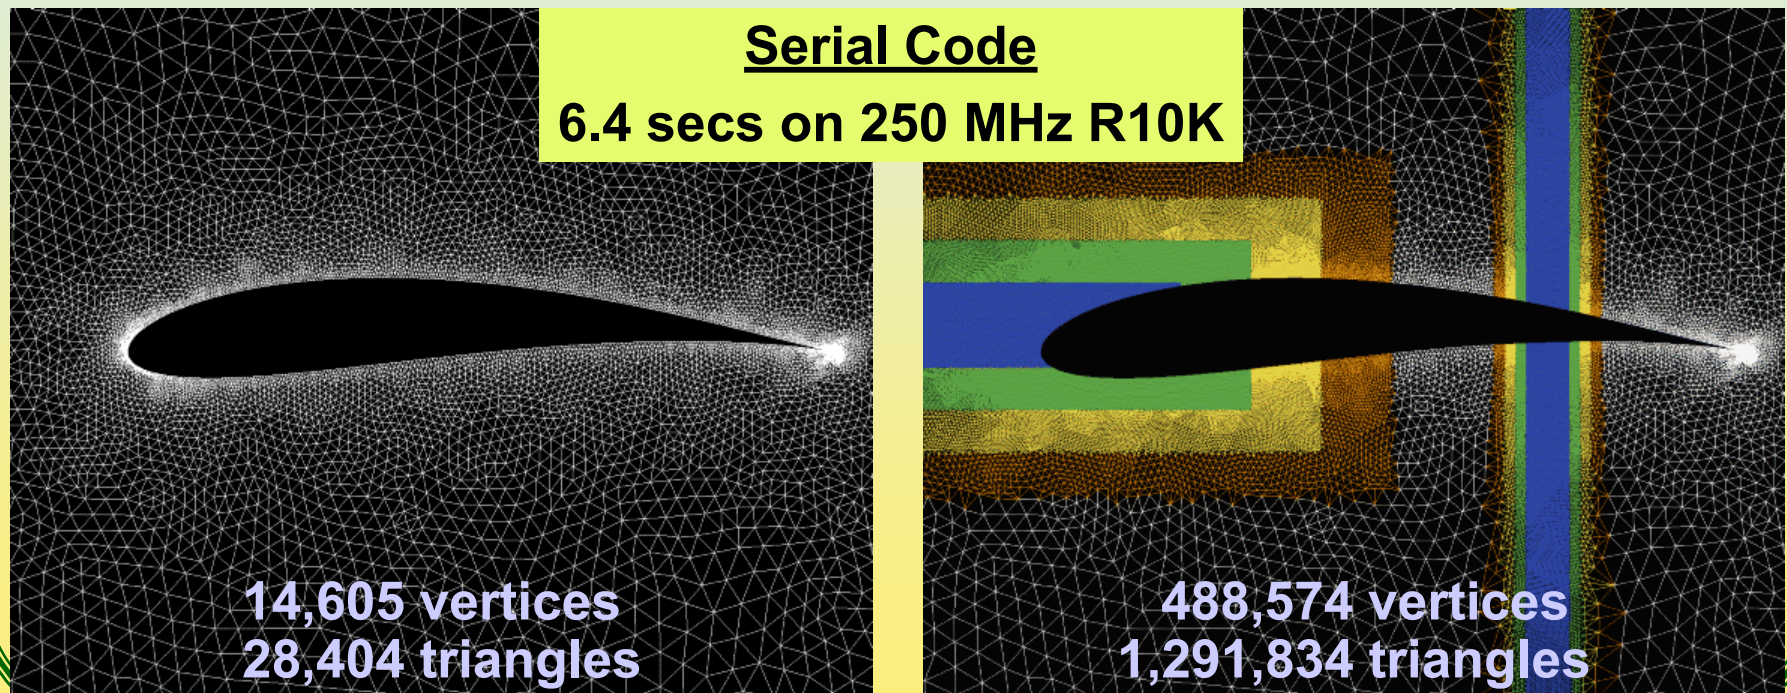 Serial Code
6.4 secs on 250 MHz R10K
14,605 vertices
28,404 triangles
488,574 vertices
1,291,834 triangles